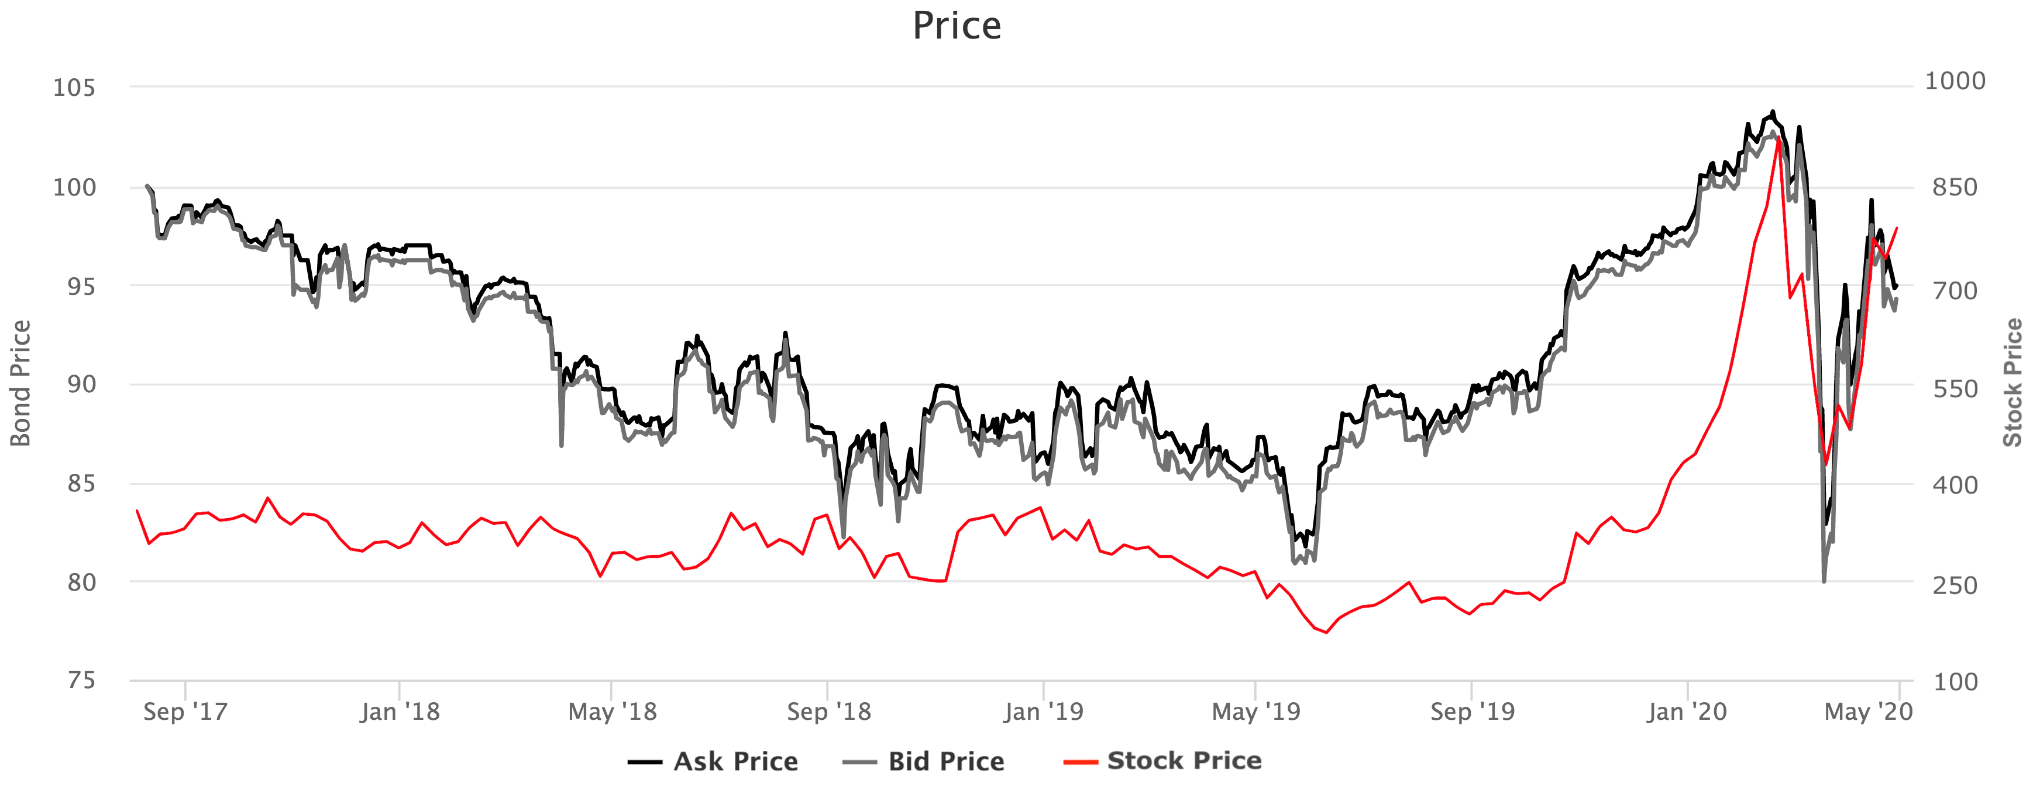 Price
105
100
95
90
85
80
75
Bond Price
1000
850
700
550
400
250
100
Stock Price
Sep '17 Jan '18 May '18 Sep '18 Jan '19 May '19 Sep '19 Jan '20 May '20
Ask Price Bid Price Stock Price